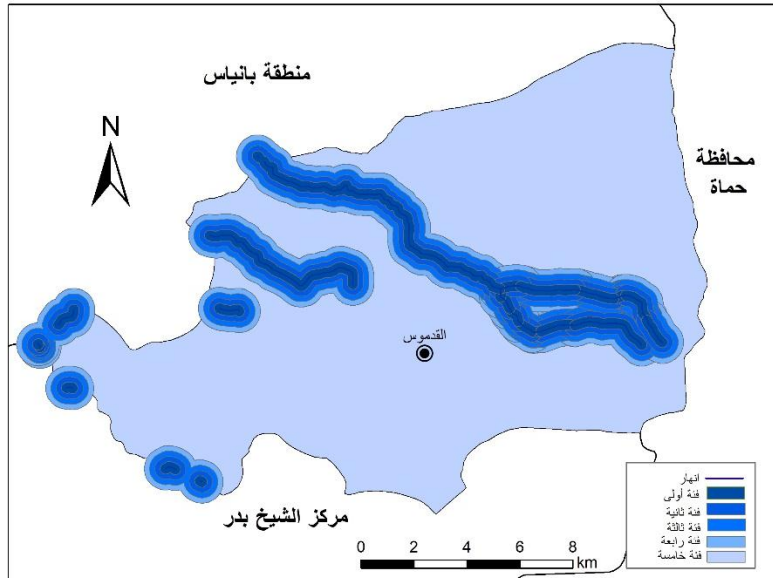 منطقة بانياس
N
محافظة
حماة
القدموس
مركز الشيخ بدر
انهار
فئة أولى
فئة ثانية
فئة ثالثة
فئة رابعة
فئة خامسة
0 2 4 6 8
km